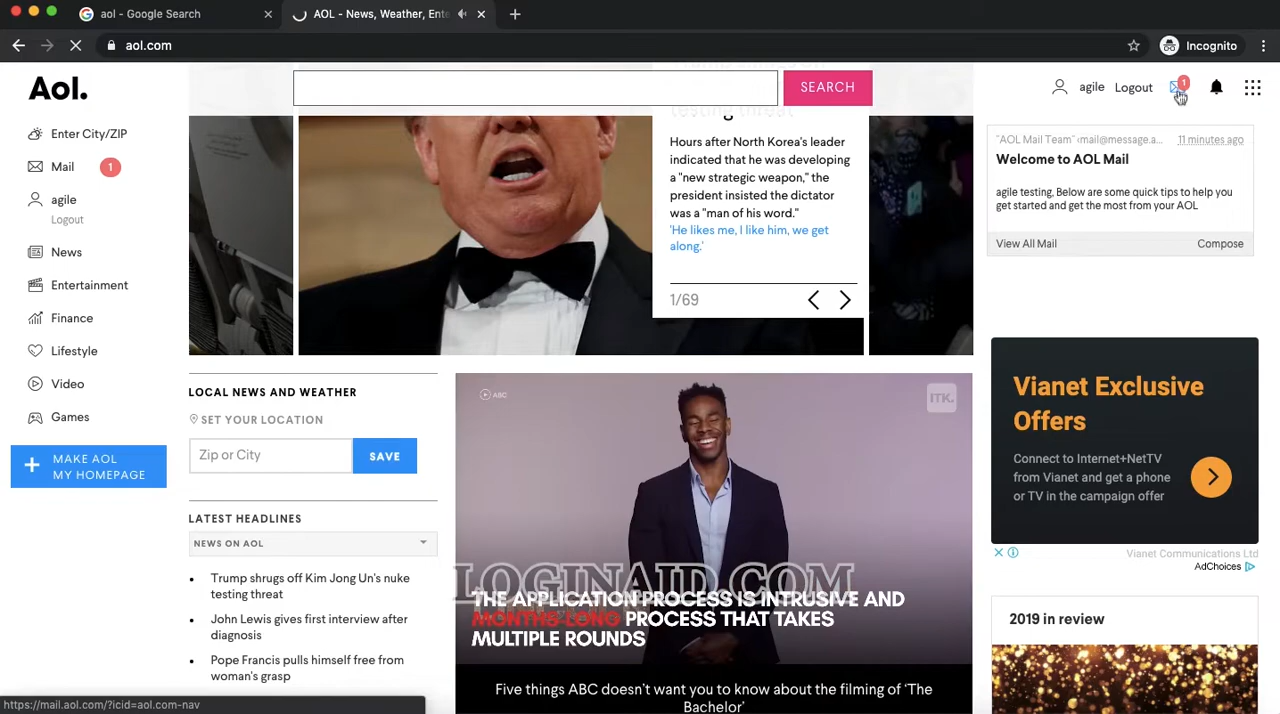 aol - Google Search
AOL - News, Weather, Ente
aol.com
Incognito
Aol.
SEARCH
agile
Logout
1
Enter City/ZIP
Mail
1
agile
Logout
News
Entertainment
Finance
Lifestyle
Video
Games
MAKE AOL
MY HOMEPAGE
testing threat
Hours after North Korea's leader
indicated that he was developing
a "new strategic weapon," the
president insisted the dictator
was a "man of his word."
'He likes me, I like him, we get
along.'
1/69
"AOL Mail Team" <mail@message.a...
11 minutes ago
Welcome to AOL Mail
agile testing, Below are some quick tips to help you
get started and get the most from your AOL
View All Mail
Compose
LOCAL NEWS AND WEATHER
SET YOUR LOCATION
Zip or City
SAVE
LATEST HEADLINES
NEWS ON AOL
Trump shrugs off Kim Jong Un's nuke
testing threat
John Lewis gives first interview after
diagnosis
Pope Francis pulls himself free from
woman's grasp
ABC
ITK.
LOGINAID.COM
THE APPLICATION PROCESS IS INTRUSIVE AND
MONTHS-LONG PROCESS THAT TAKES
MULTIPLE ROUNDS
Five things ABC doesn't want you to know about the filming of 'The
Bachelor'
Vianet Exclusive
Offers
Connect to Internet+NetTV
from Vianet and get a phone
or TV in the campaign offer
Vianet Communications Ltd
AdChoices
2019 in review
https://mail.aol.com/?icid=aol.com-nav